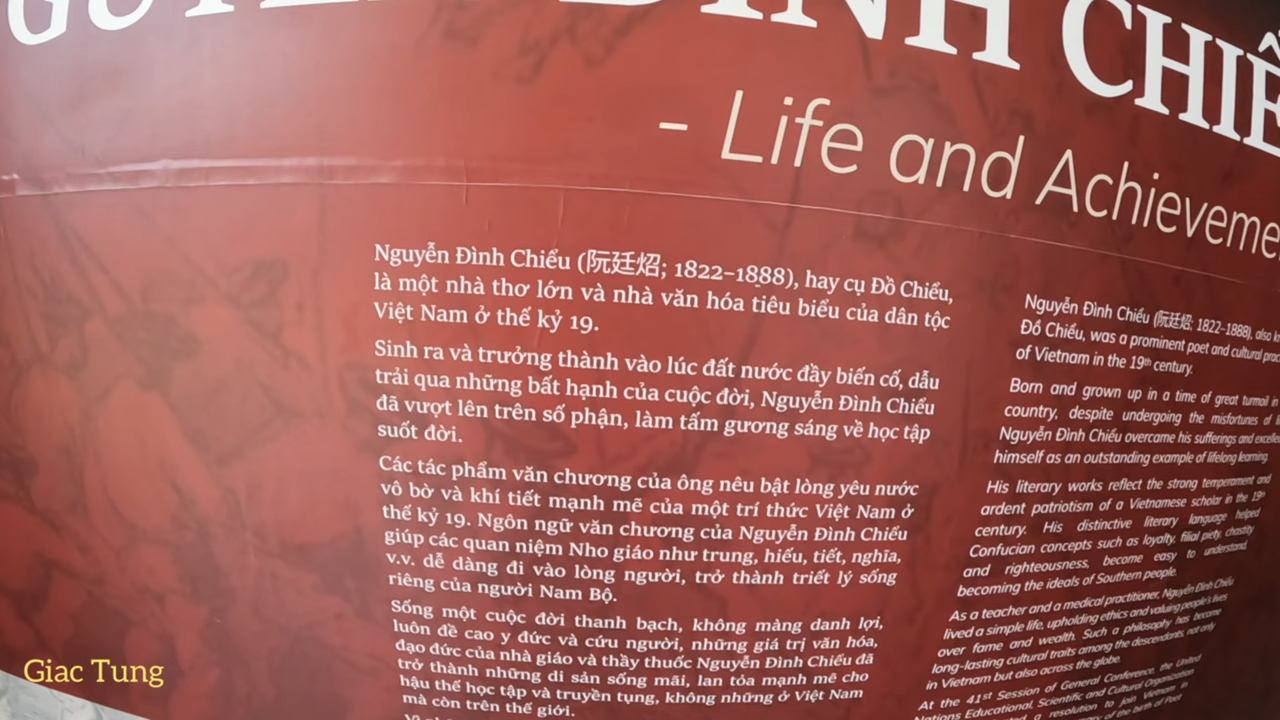 ĐÌNH
- Life and Achieveme
Nguyễn Đình Chiểu (阮廷炤; 1822-1888), hay cụ Đồ Chiểu,
là một nhà thơ lớn và nhà văn hóa tiêu biểu của dân tộc
Việt Nam ở thế kỷ 19.
Sinh ra và trưởng thành vào lúc đất nước đầy biến cố, dẫu
trải qua những bất hạnh của cuộc đời, Nguyễn Đình Chiểu
đã vượt lên trên số phận, làm tấm gương sáng về học tập
suốt đời.
Các tác phẩm văn chương của ông nêu bật lòng yêu nước
vô bờ và khí tiết mạnh mẽ của một trí thức Việt Nam ở
thế kỷ 19. Ngôn ngữ văn chương của Nguyễn Đình Chiểu
giúp các quan niệm Nho giáo như trung, hiếu, tiết, nghĩa,
v.v. dễ dàng đi vào lòng người, trở thành triết lý sống
riêng của người Nam Bộ.
Sống một cuộc đời thanh bạch, không màng danh lợi,
luôn đề cao y đức và cứu người, những giá trị văn hóa,
đạo đức của nhà giáo và thầy thuốc Nguyễn Đình Chiểu đã
trở thành những di sản sống mãi, lan tỏa mạnh mẽ cho
hậu thế học tập và truyền tụng, không những ở Việt Nam
mà còn trên thế giới.
Nguyễn Đình Chiểu (阮廷炤; 1822-1888), also
Đồ Chiểu, was a prominent poet and cultural
of Vietnam in the 19th century.
Born and grown up in a time of great turmoil in
country, despite undergoing the misfortunes of
Nguyễn Đình Chiểu overcame his sufferings and
himself as an outstanding example of lifelong learning.
His literary works reflect the strong temperament and
ardent patriotism of a Vietnamese scholar in the 19th
century. His distinctive literary language helped
Confucian concepts such as loyalty, filial piety, chastity
and righteousness, become easy to understand,
becoming the ideals of Southern people.
As a teacher and a medical practitioner, Nguyễn Đình Chiểu
lived a simple life, upholding ethics and valuing people's lives
over fame and wealth. Such a philosophy has become
long-lasting cultural traits among the descendants, not only
in Vietnam but also across the globe.
At the 41st Session of General Conference, the United
Nations Educational, Scientific and Cultural Organization
a resolution to join Vietnam in
of the birth of Poet
Giac Tung